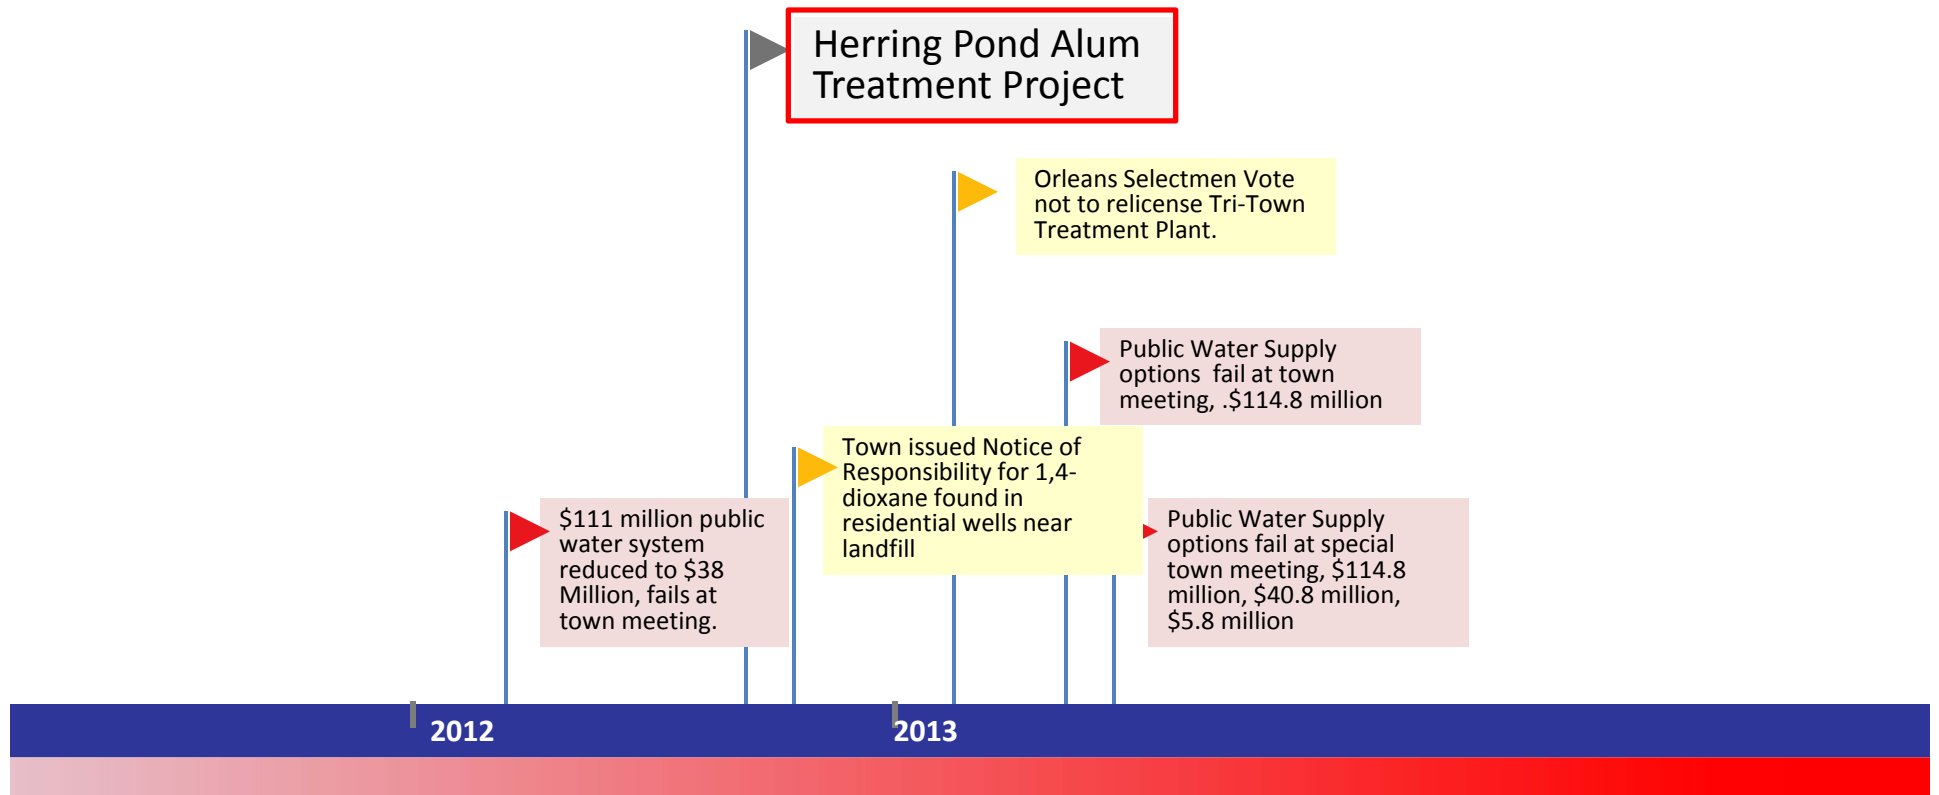 Herring Pond Alum
Treatment Project
Orleans Selectmen Vote
not to relicense Tri-Town
Treatment Plant.
Public Water Supply
options  fail at town
meeting, .$114.8 million
Town issued Notice of
Responsibility for 1,4-
dioxane found in
residential wells near
landfill
$111 million public
water system
reduced to $38
Million, fails at
town meeting.
Public Water Supply
options fail at special
town meeting, $114.8
million, $40.8 million,
$5.8 million
2012
2013